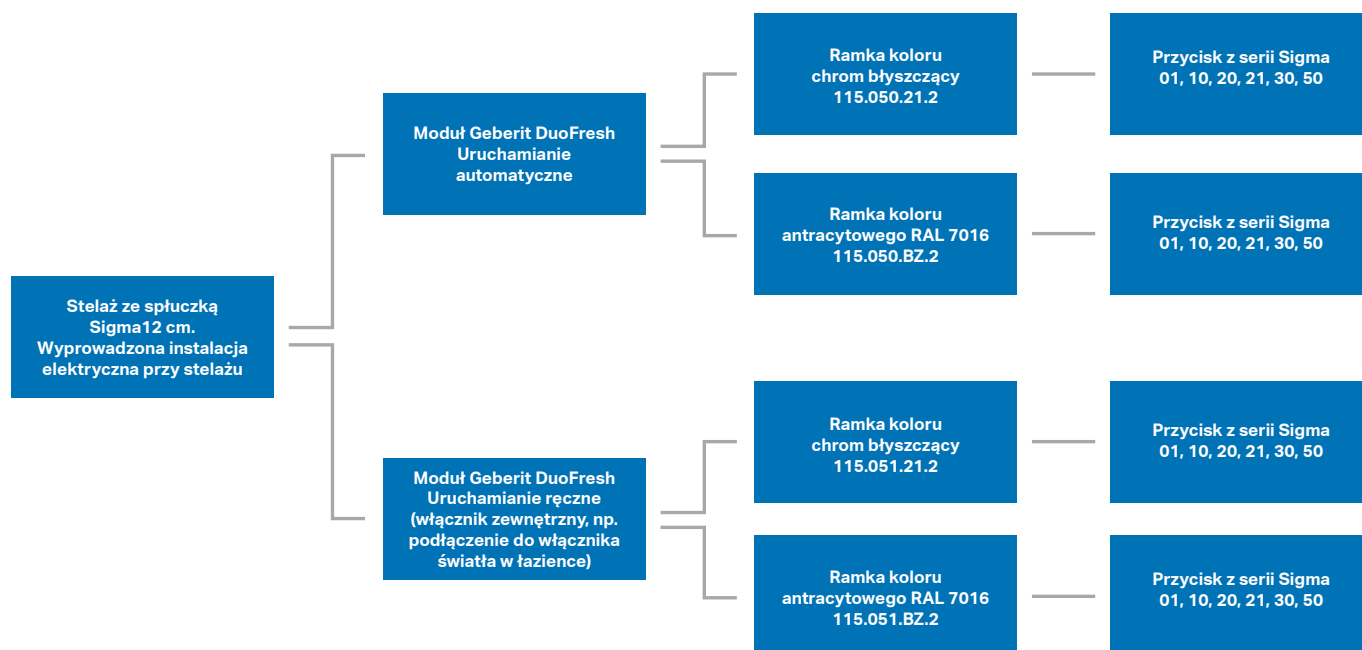 Stelaż ze spłuczką
Sigma12 cm.
Wyprowadzona instalacja
elektryczna przy stelażu
Moduł Geberit DuoFresh
Uruchamianie
automatyczne
Ramka koloru
chrom błyszczący
115.050.21.2
Przycisk z serii Sigma
01, 10, 20, 21, 30, 50
Ramka koloru
antracytowego RAL 7016
115.050.BZ.2
Przycisk z serii Sigma
01, 10, 20, 21, 30, 50
Moduł Geberit DuoFresh
Uruchamianie ręczne
(włącznik zewnętrzny, np.
podłączenie do włącznika
światła w łazience)
Ramka koloru
chrom błyszczący
115.051.21.2
Przycisk z serii Sigma
01, 10, 20, 21, 30, 50
Ramka koloru
antracytowego RAL 7016
115.051.BZ.2
Przycisk z serii Sigma
01, 10, 20, 21, 30, 50